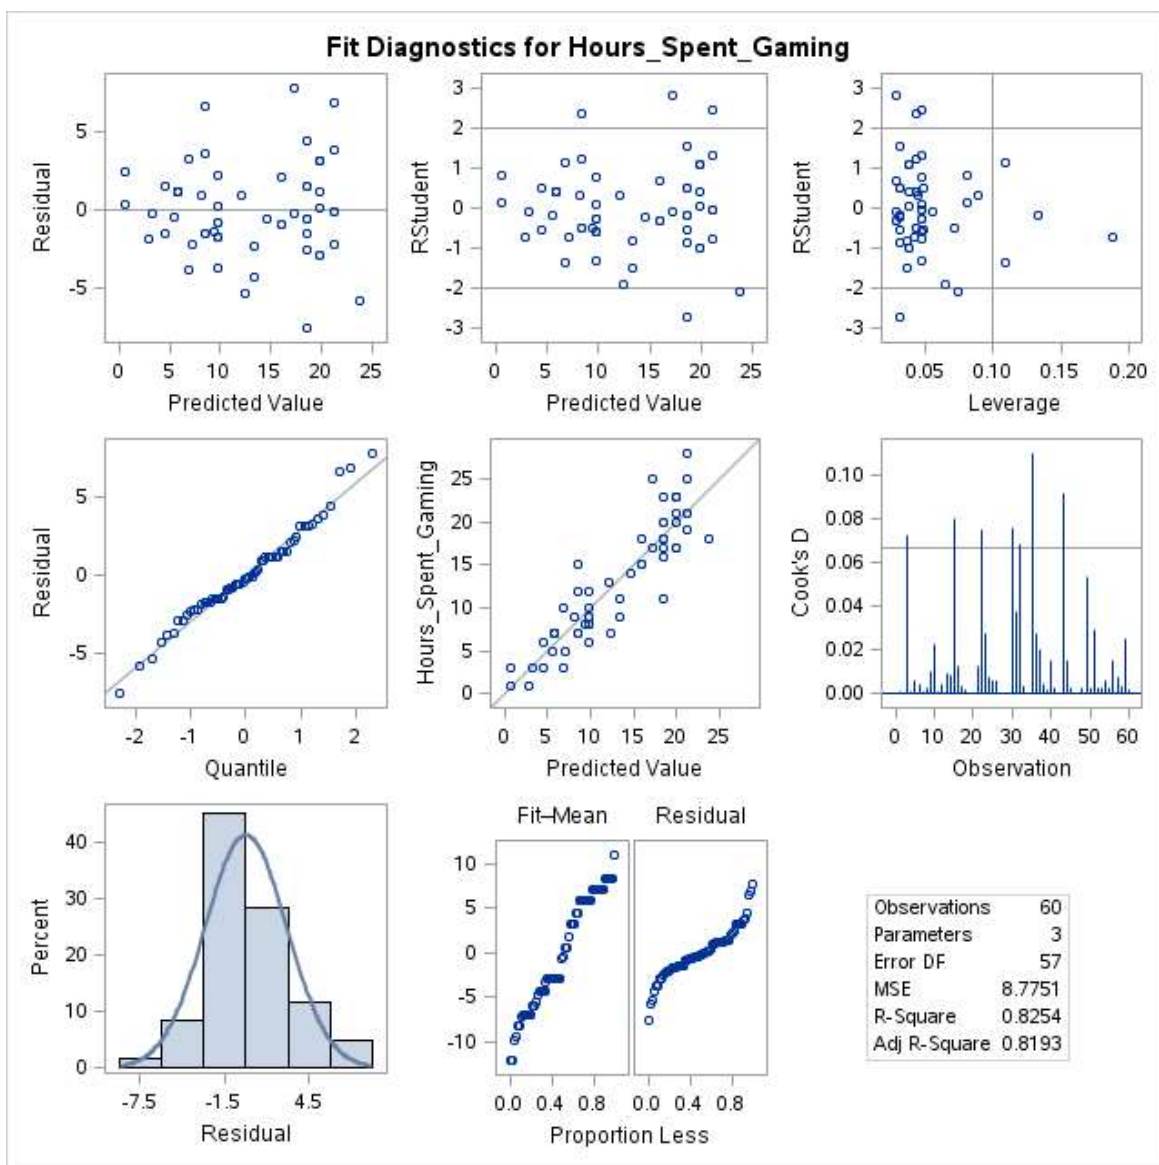 Fit Diagnostics for Hours_Spent_Gaming
Residual
5
0
-5
0 5 10 15 20 25
Predicted Value
RStudent
3
2
1
0
-1
-2
-3
0 5 10 15 20 25
Predicted Value
RStudent
3
2
1
0
-1
-2
-3
0.05 0.10 0.15 0.20
Leverage
Residual
5
0
-5
-2 -1 0 1 2
Quantile
Hours_Spent_Gaming
25
20
15
10
5
0
0 5 10 15 20 25
Predicted Value
Cook's D
0.10
0.08
0.06
0.04
0.02
0.00
0 10 20 30 40 50 60
Observation
Percent
40
30
20
10
0
-7.5 -1.5 4.5
Residual
Fit–Mean Residual
10
5
0
-5
-10
0.0 0.4 0.8 0.0 0.4 0.8
Proportion Less
Observations 60
Parameters 3
Error DF 57
MSE 8.7751
R-Square 0.8254
Adj R-Square 0.8193